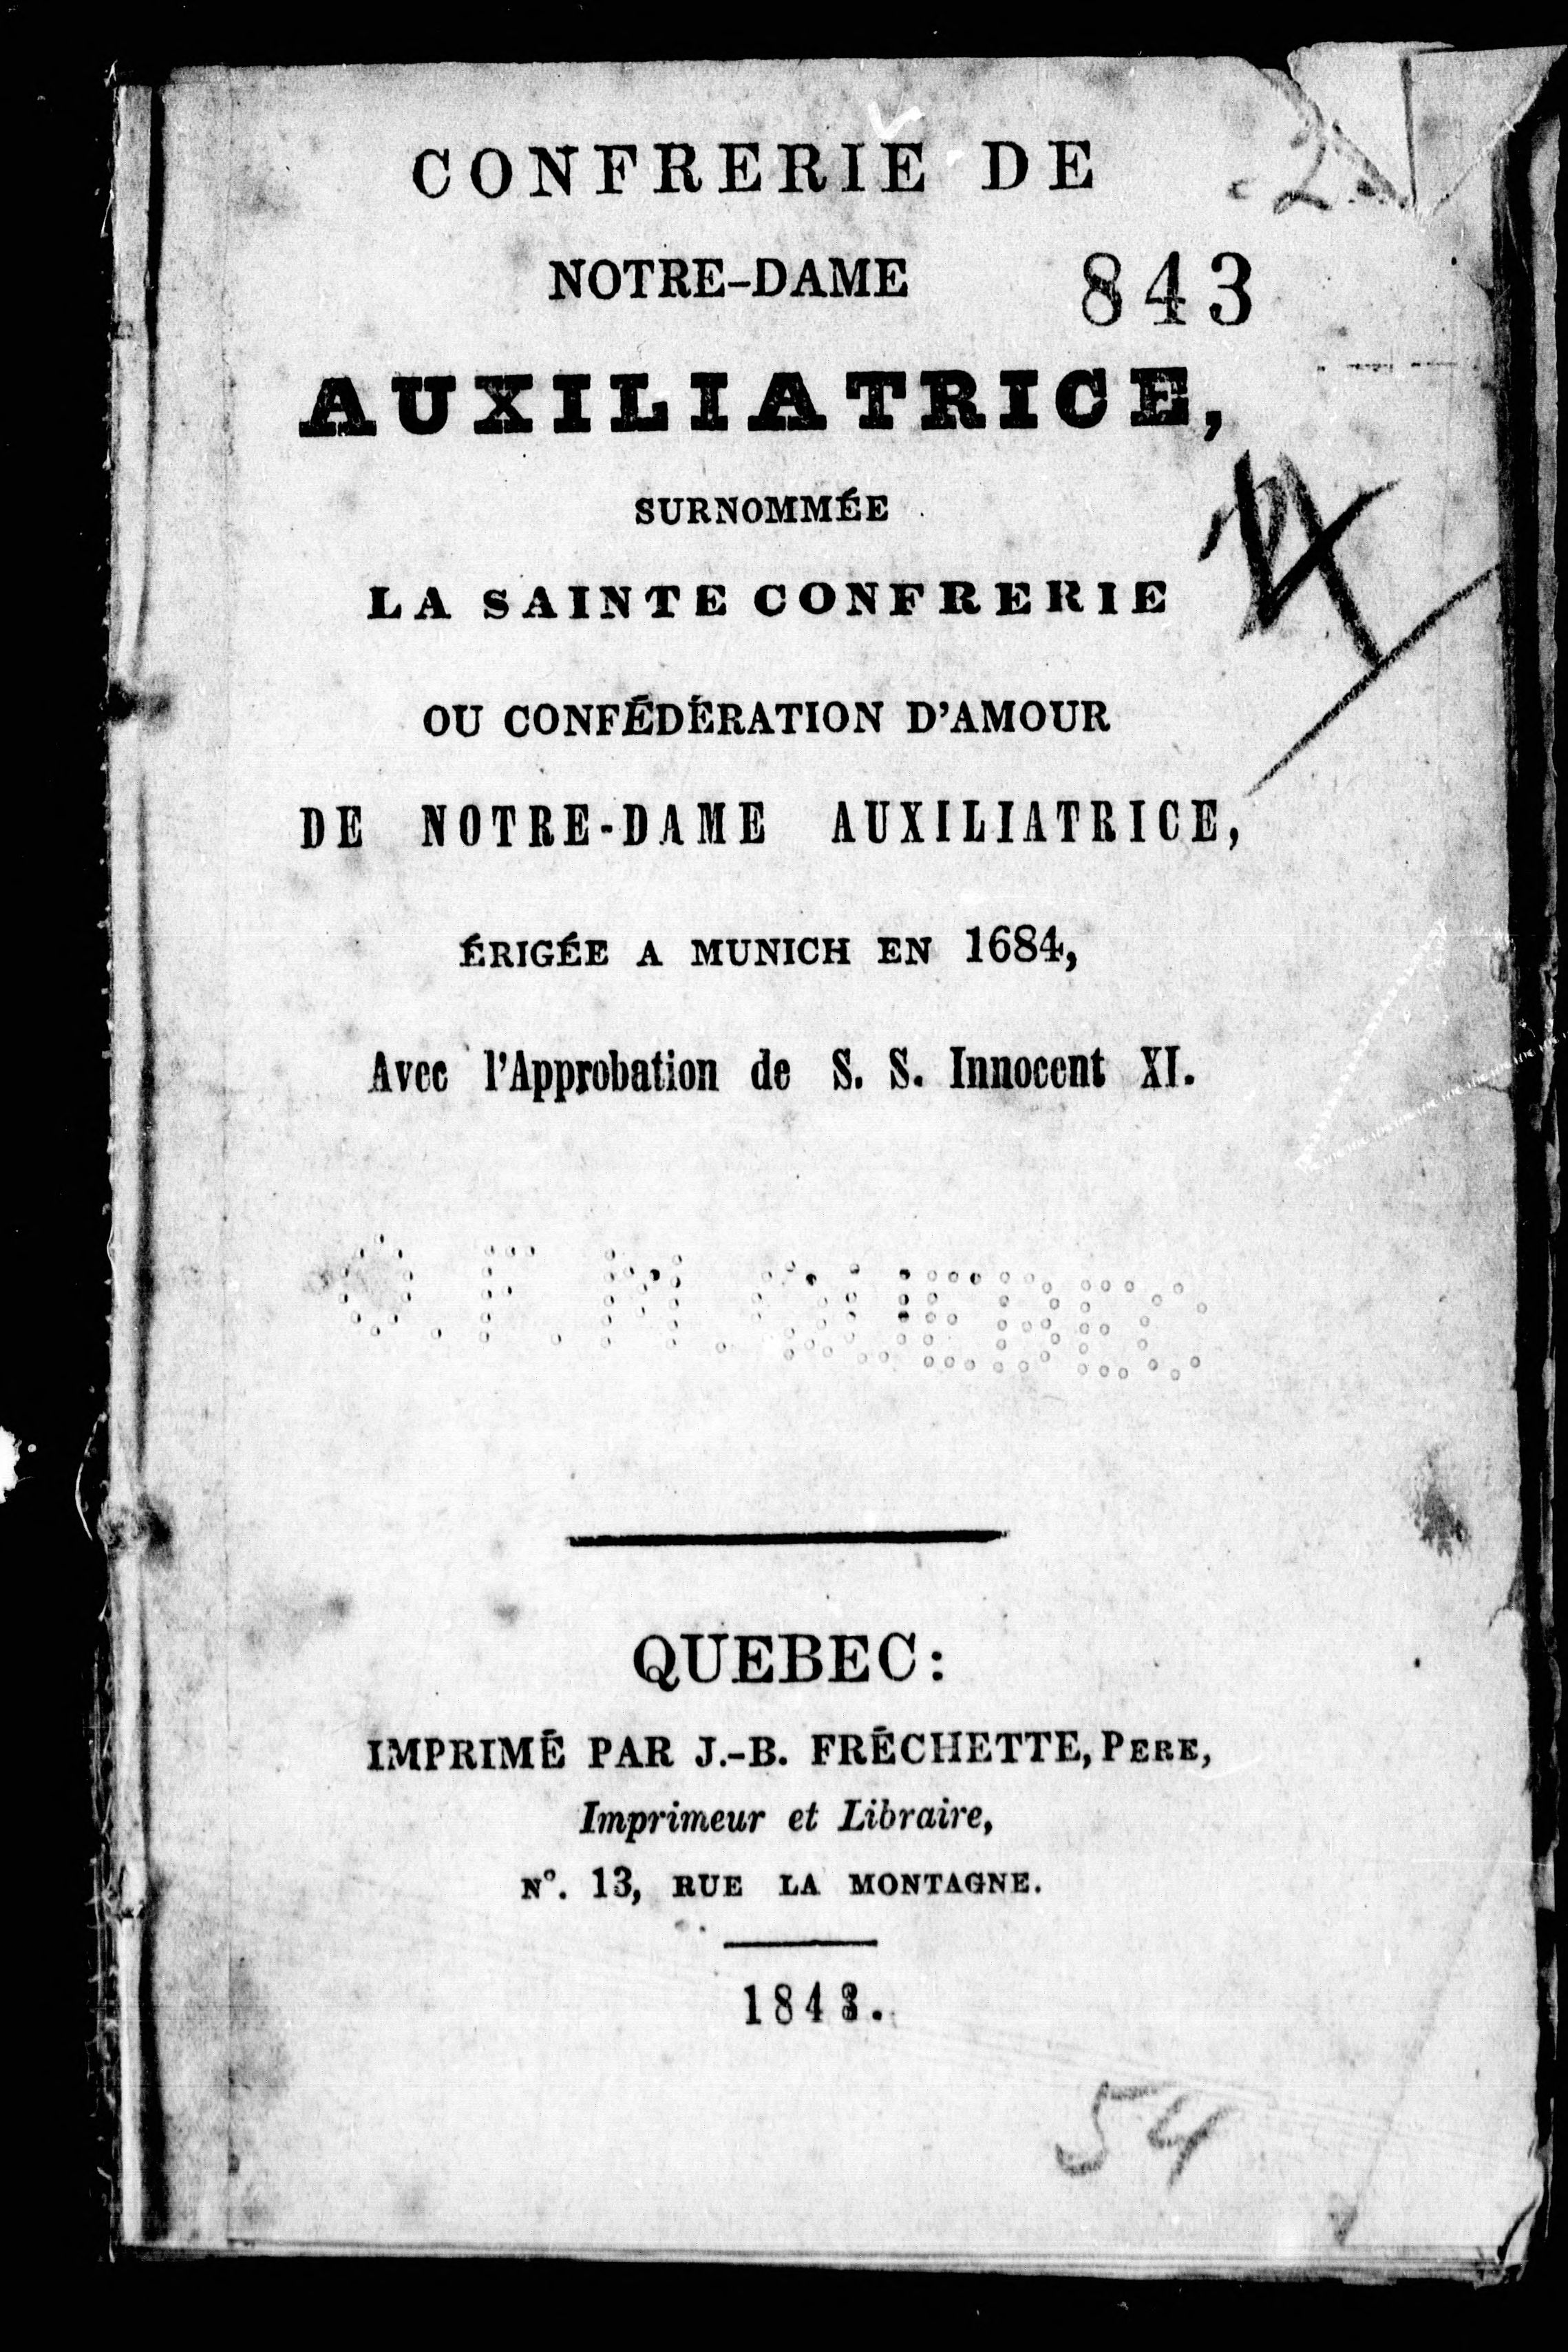 CONFRERIE DE
NOTRE-DAME
843
AUXILIATRICE,
SURNOMMÉE
LA SAINTE CONFRERIE
OU CONFÉDÉRATION D'AMOUR
DE NOTRE-DAME AUXILIATRICE,
ÉRIGÉE A MUNICH EN 1684,
Avec l'Approbation de S. S. Innocent XI.
O.F.M. QUEBEC
QUEBEC:
IMPRIMÉ PAR J.-B. FRÉCHETTE, PERE,
Imprimeur et Libraire,
N°. 13, RUE LA MONTAGNE.
1843.
54